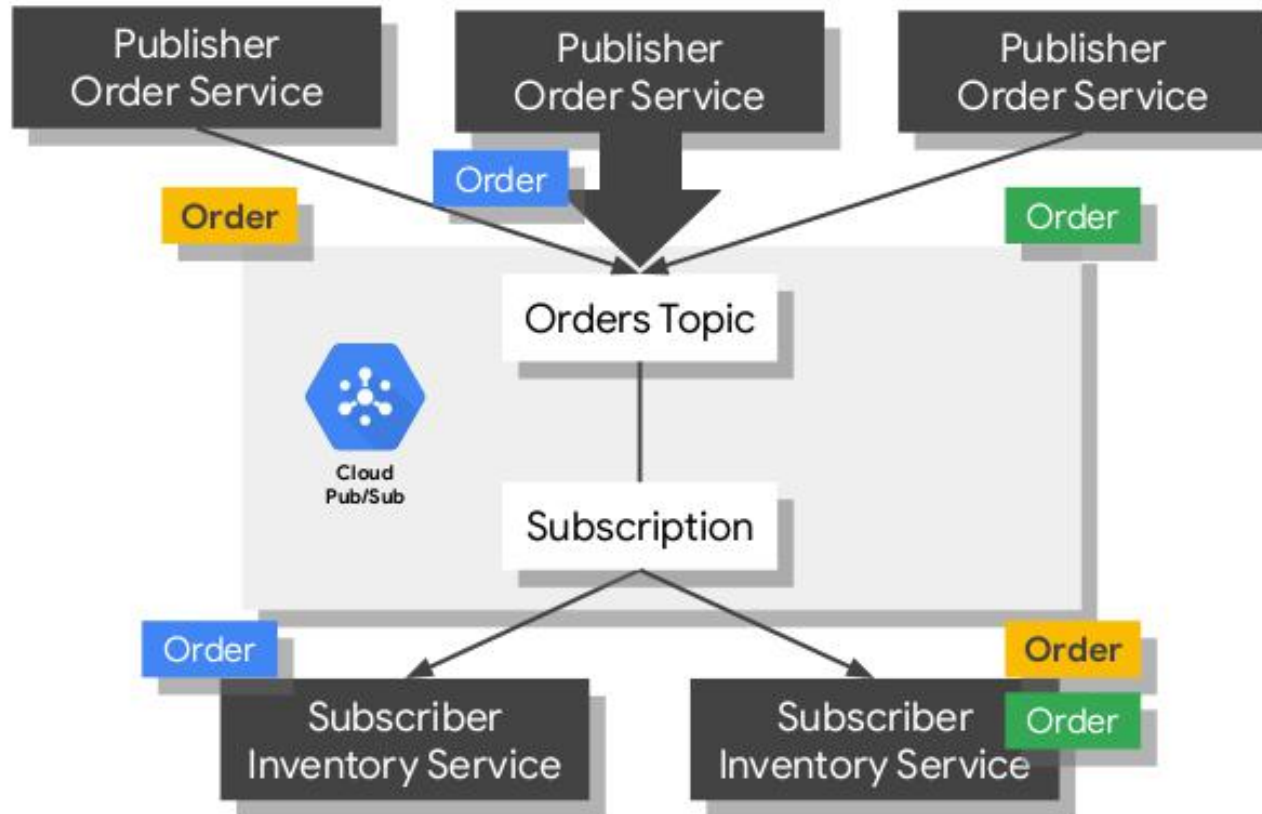 Publisher
Order Service
Publisher
Order Service
Publisher
Order Service
Order
Order
Order
Orders Topic
Cloud
Pub/Sub
Subscription
Order
Order
Subscriber
Inventory Service
Subscriber
Inventory Service
Order